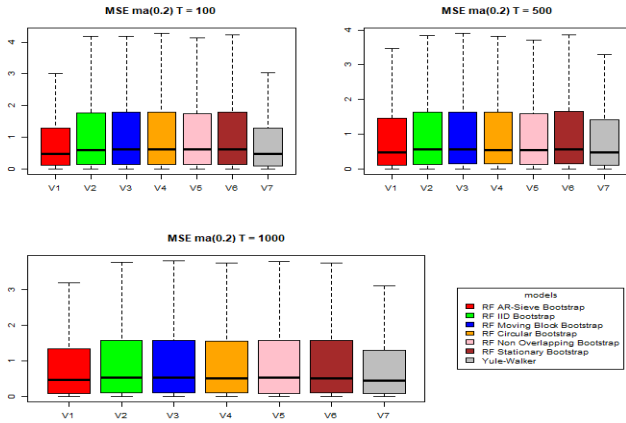 MSE ma(0.2) T = 100
4
3
2
1
0
V1 V2 V3 V4 V5 V6 V7
MSE ma(0.2) T = 500
4
3
2
1
0
V1 V2 V3 V4 V5 V6 V7
MSE ma(0.2) T = 1000
3
2
1
0
V1 V2 V3 V4 V5 V6 V7
models
RF AR-Sieve Bootstrap
RF IID Bootstrap
RF Moving Block Bootstrap
RF Circular Bootstrap
RF Non Overlapping Bootstrap
RF Stationary Bootstrap
Yule-Walker